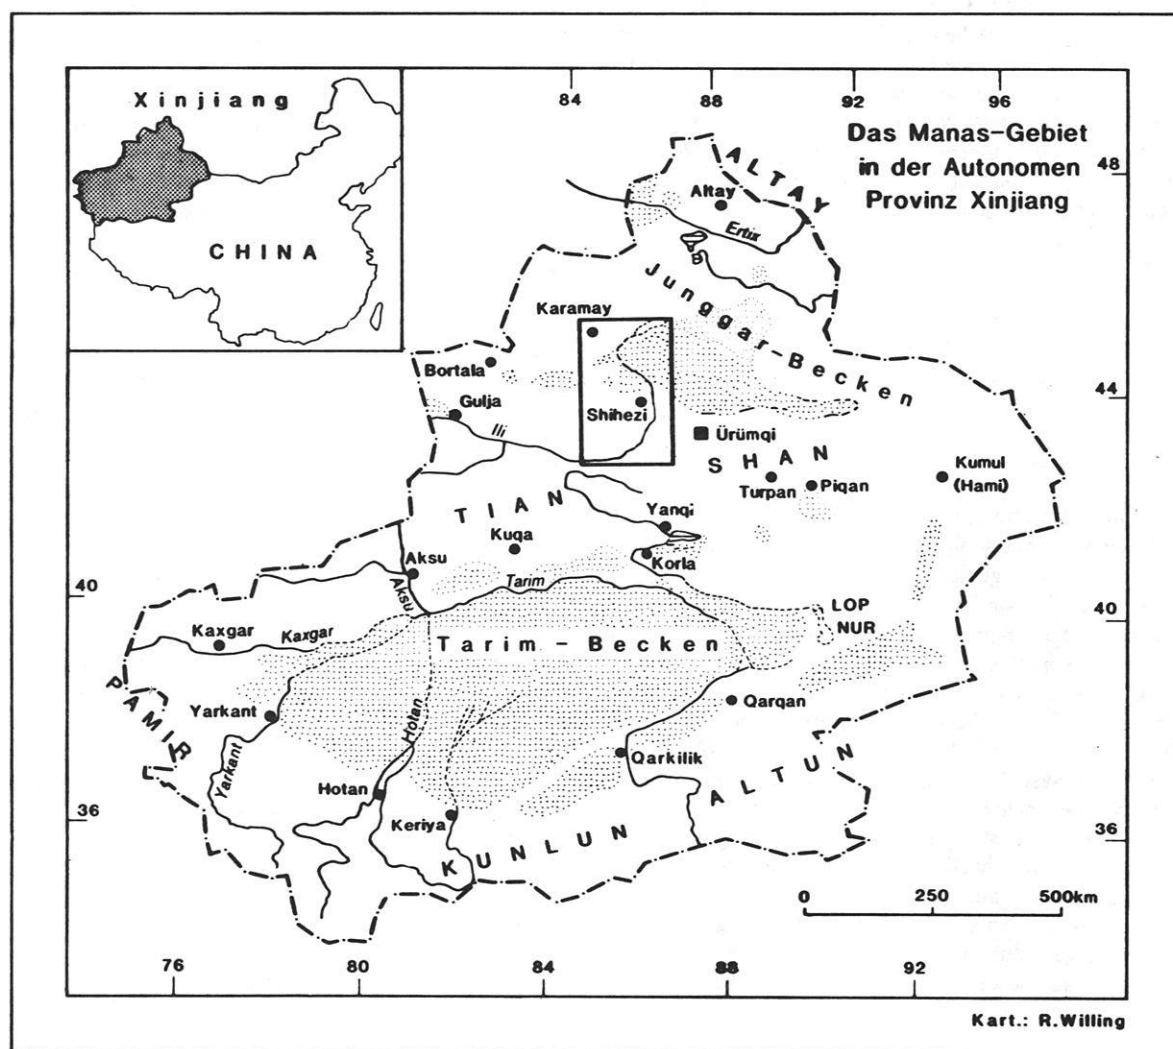 Xinjiang
CHINA
84 88 92 96
Das Manas-Gebiet
in der Autonomen
Provinz Xinjiang
48
ALTAY
Altay
Ertix
Junggar-Becken
Karamay
Bortala
44
Gulja
Shihezi
Ili
Ürümqi
SHAN
Kumul
(Hami)
Turpan
Piqan
TIAN
Yanqi
Kuqa
Aksu
Korla
40
Tarim
Aksu
LOP
NUR
40
Kaxgar
Kaxgar
Tarim - Becken
PAMIR
Yarkant
Hotan
Qarqan
Yarkant
Qarkilik
ALTUN
Hotan
36
Keriya
KUNLUN
36
0 250 500km
76 80 84 88 92
Kart.: R.Willing